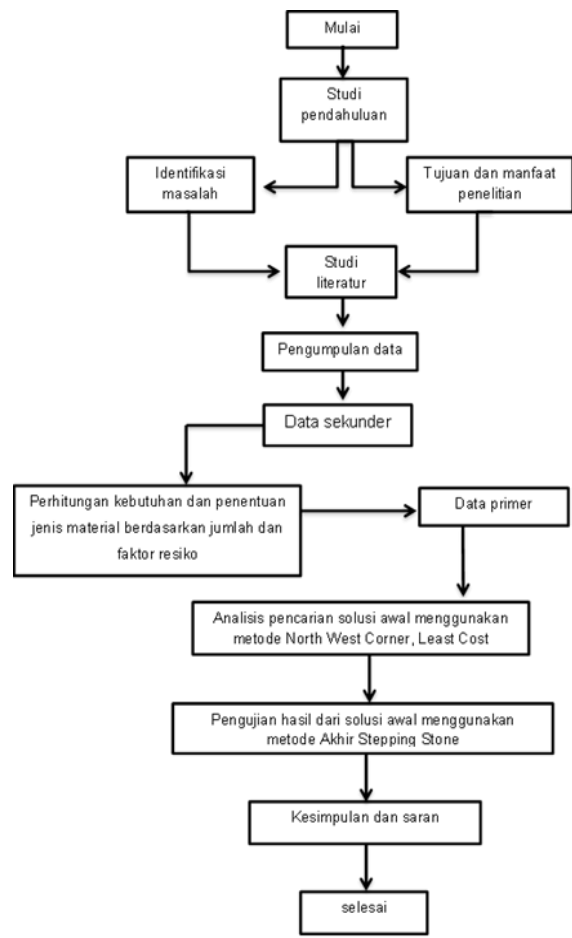 Mulai
Studi
pendahuluan
Identifikasi
masalah
Tujuan dan manfaat
penelitian
Studi
literatur
Pengumpulan data
Data sekunder
Perhitungan kebutuhan dan penentuan
jenis material berdasarkan jumlah dan
faktor resiko
Data primer
Analisis pencarian solusi awal menggunakan
metode North West Corner, Least Cost
Pengujian hasil dari solusi awal menggunakan
metode Akhir Stepping Stone
Kesimpulan dan saran
selesai